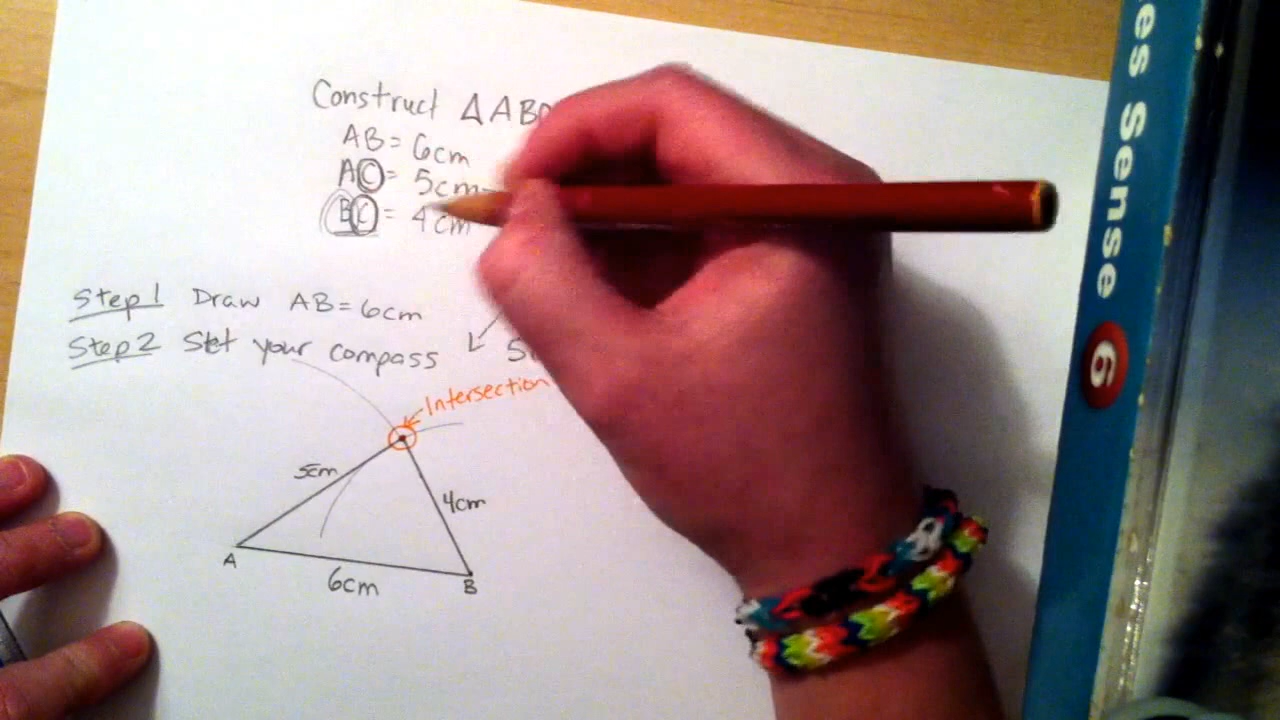 Construct △AB
AB = 6cm
AC = 5cm
BC = 4cm
Step 1 Draw AB = 6cm
Step 2 Set your compass
Intersection
5cm
4cm
A
6cm
B
es Sense 6